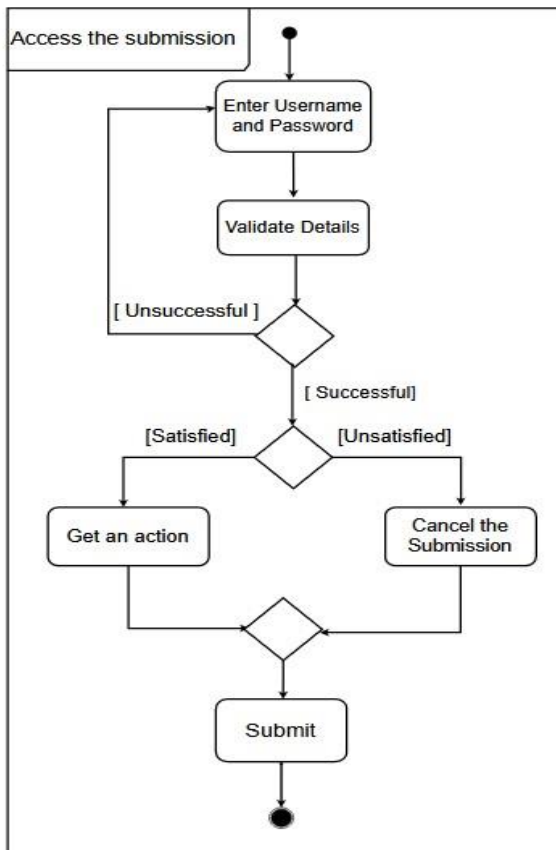 Access the submission
Enter Username
and Password
Validate Details
[ Unsuccessful ]
[ Successful]
[Satisfied]
[Unsatisfied]
Get an action
Cancel the
Submission
Submit